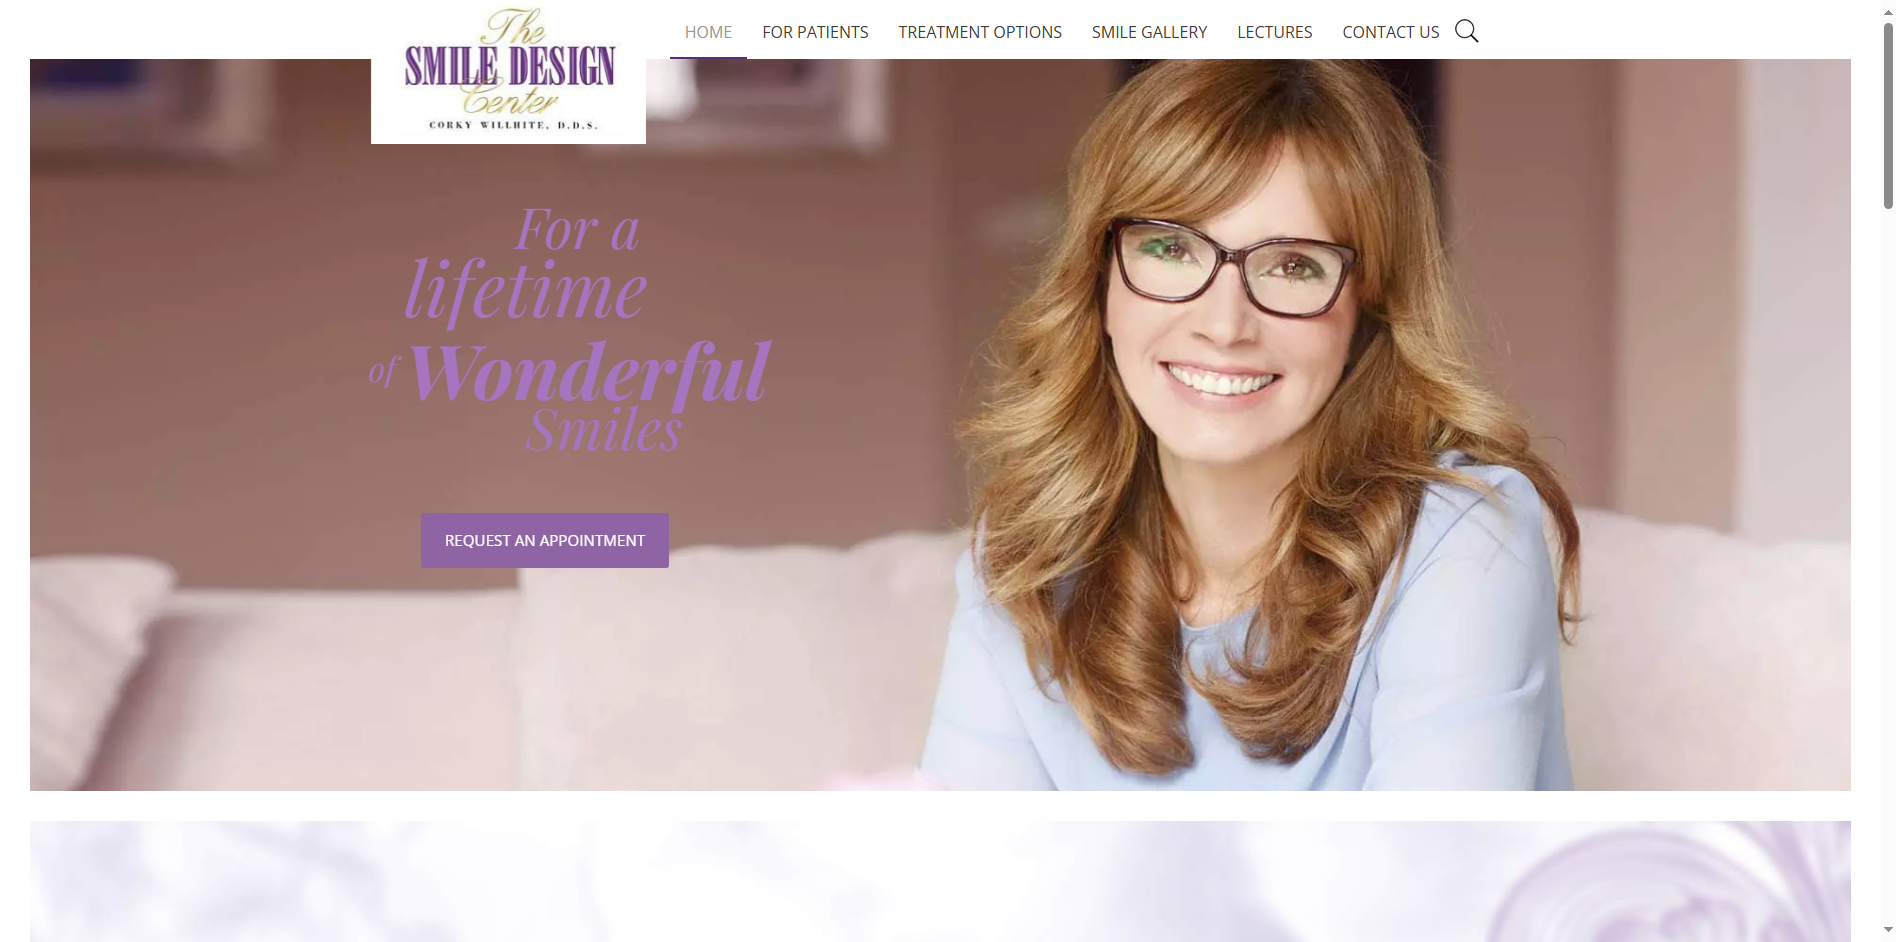 The
SMILE DESIGN
Center
CORKY WILLHITE, D.D.S.
HOME
FOR PATIENTS
TREATMENT OPTIONS
SMILE GALLERY
LECTURES
CONTACT US
For a
lifetime
of Wonderful
Smiles
REQUEST AN APPOINTMENT